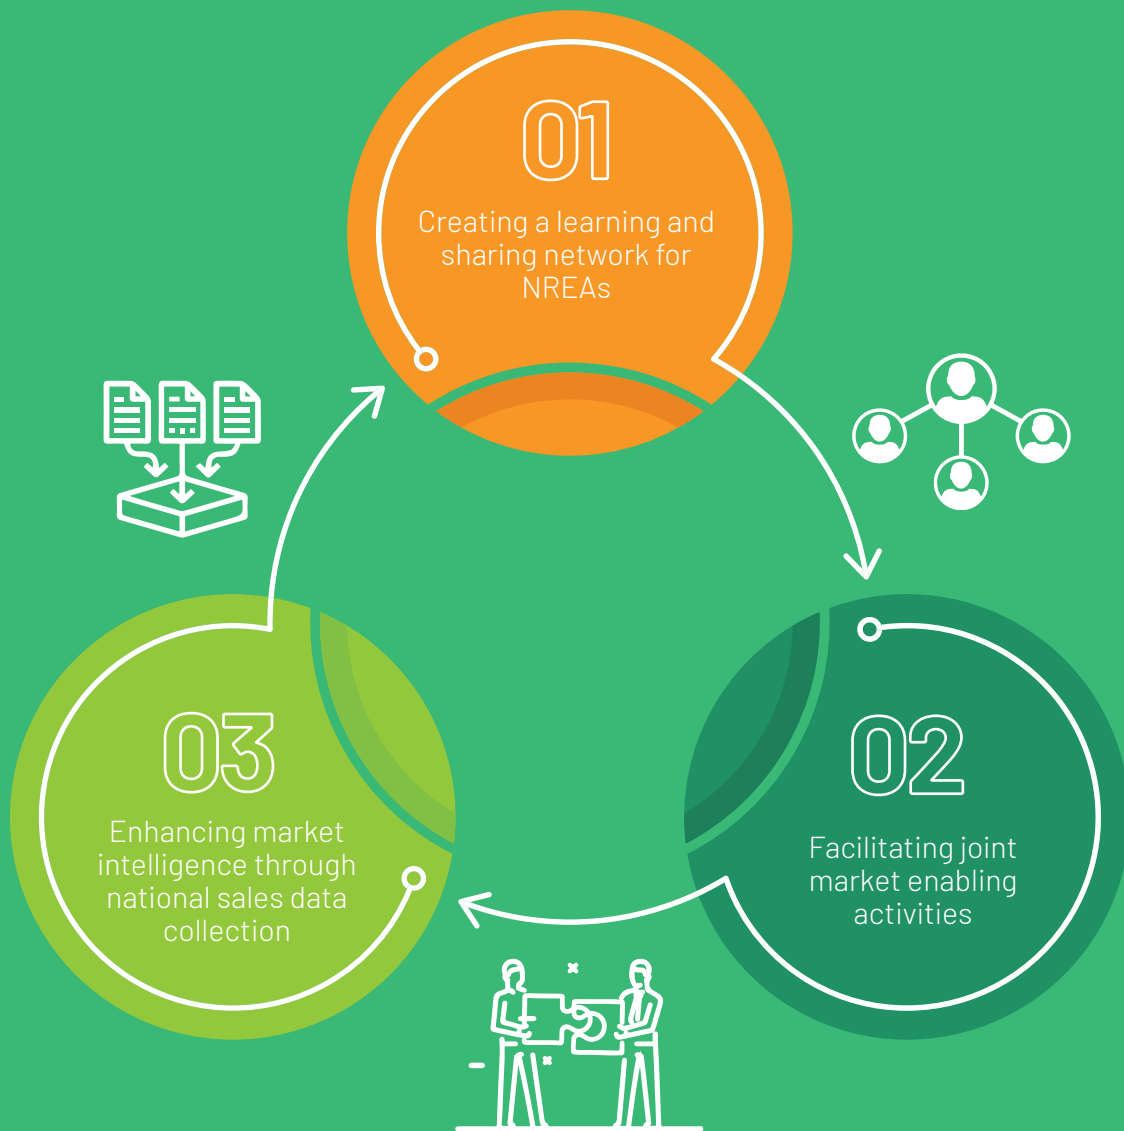 01
Creating a learning and
sharing network for
NREAs
02
Facilitating joint
market enabling
activities
03
Enhancing market
intelligence through
national sales data
collection